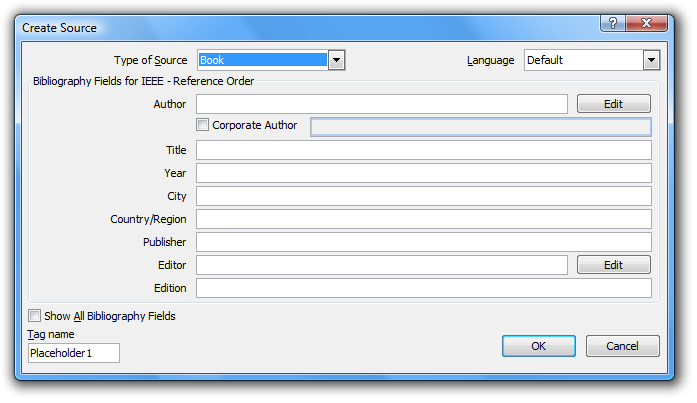 Create Source
Type of Source Book Language Default
Bibliography Fields for IEEE - Reference Order
Author Edit
Corporate Author
Title
Year
City
Country/Region
Publisher
Editor Edit
Edition
Show All Bibliography Fields
Tag name
Placeholder1 OK Cancel